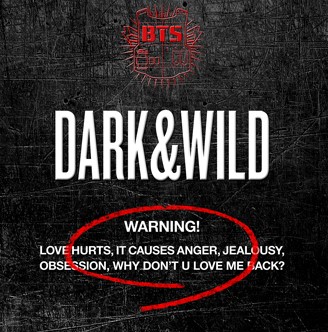 BTS
DARK&WILD
WARNING!
LOVE HURTS, IT CAUSES ANGER, JEALOUSY,
OBSESSION, WHY DON'T U LOVE ME BACK?